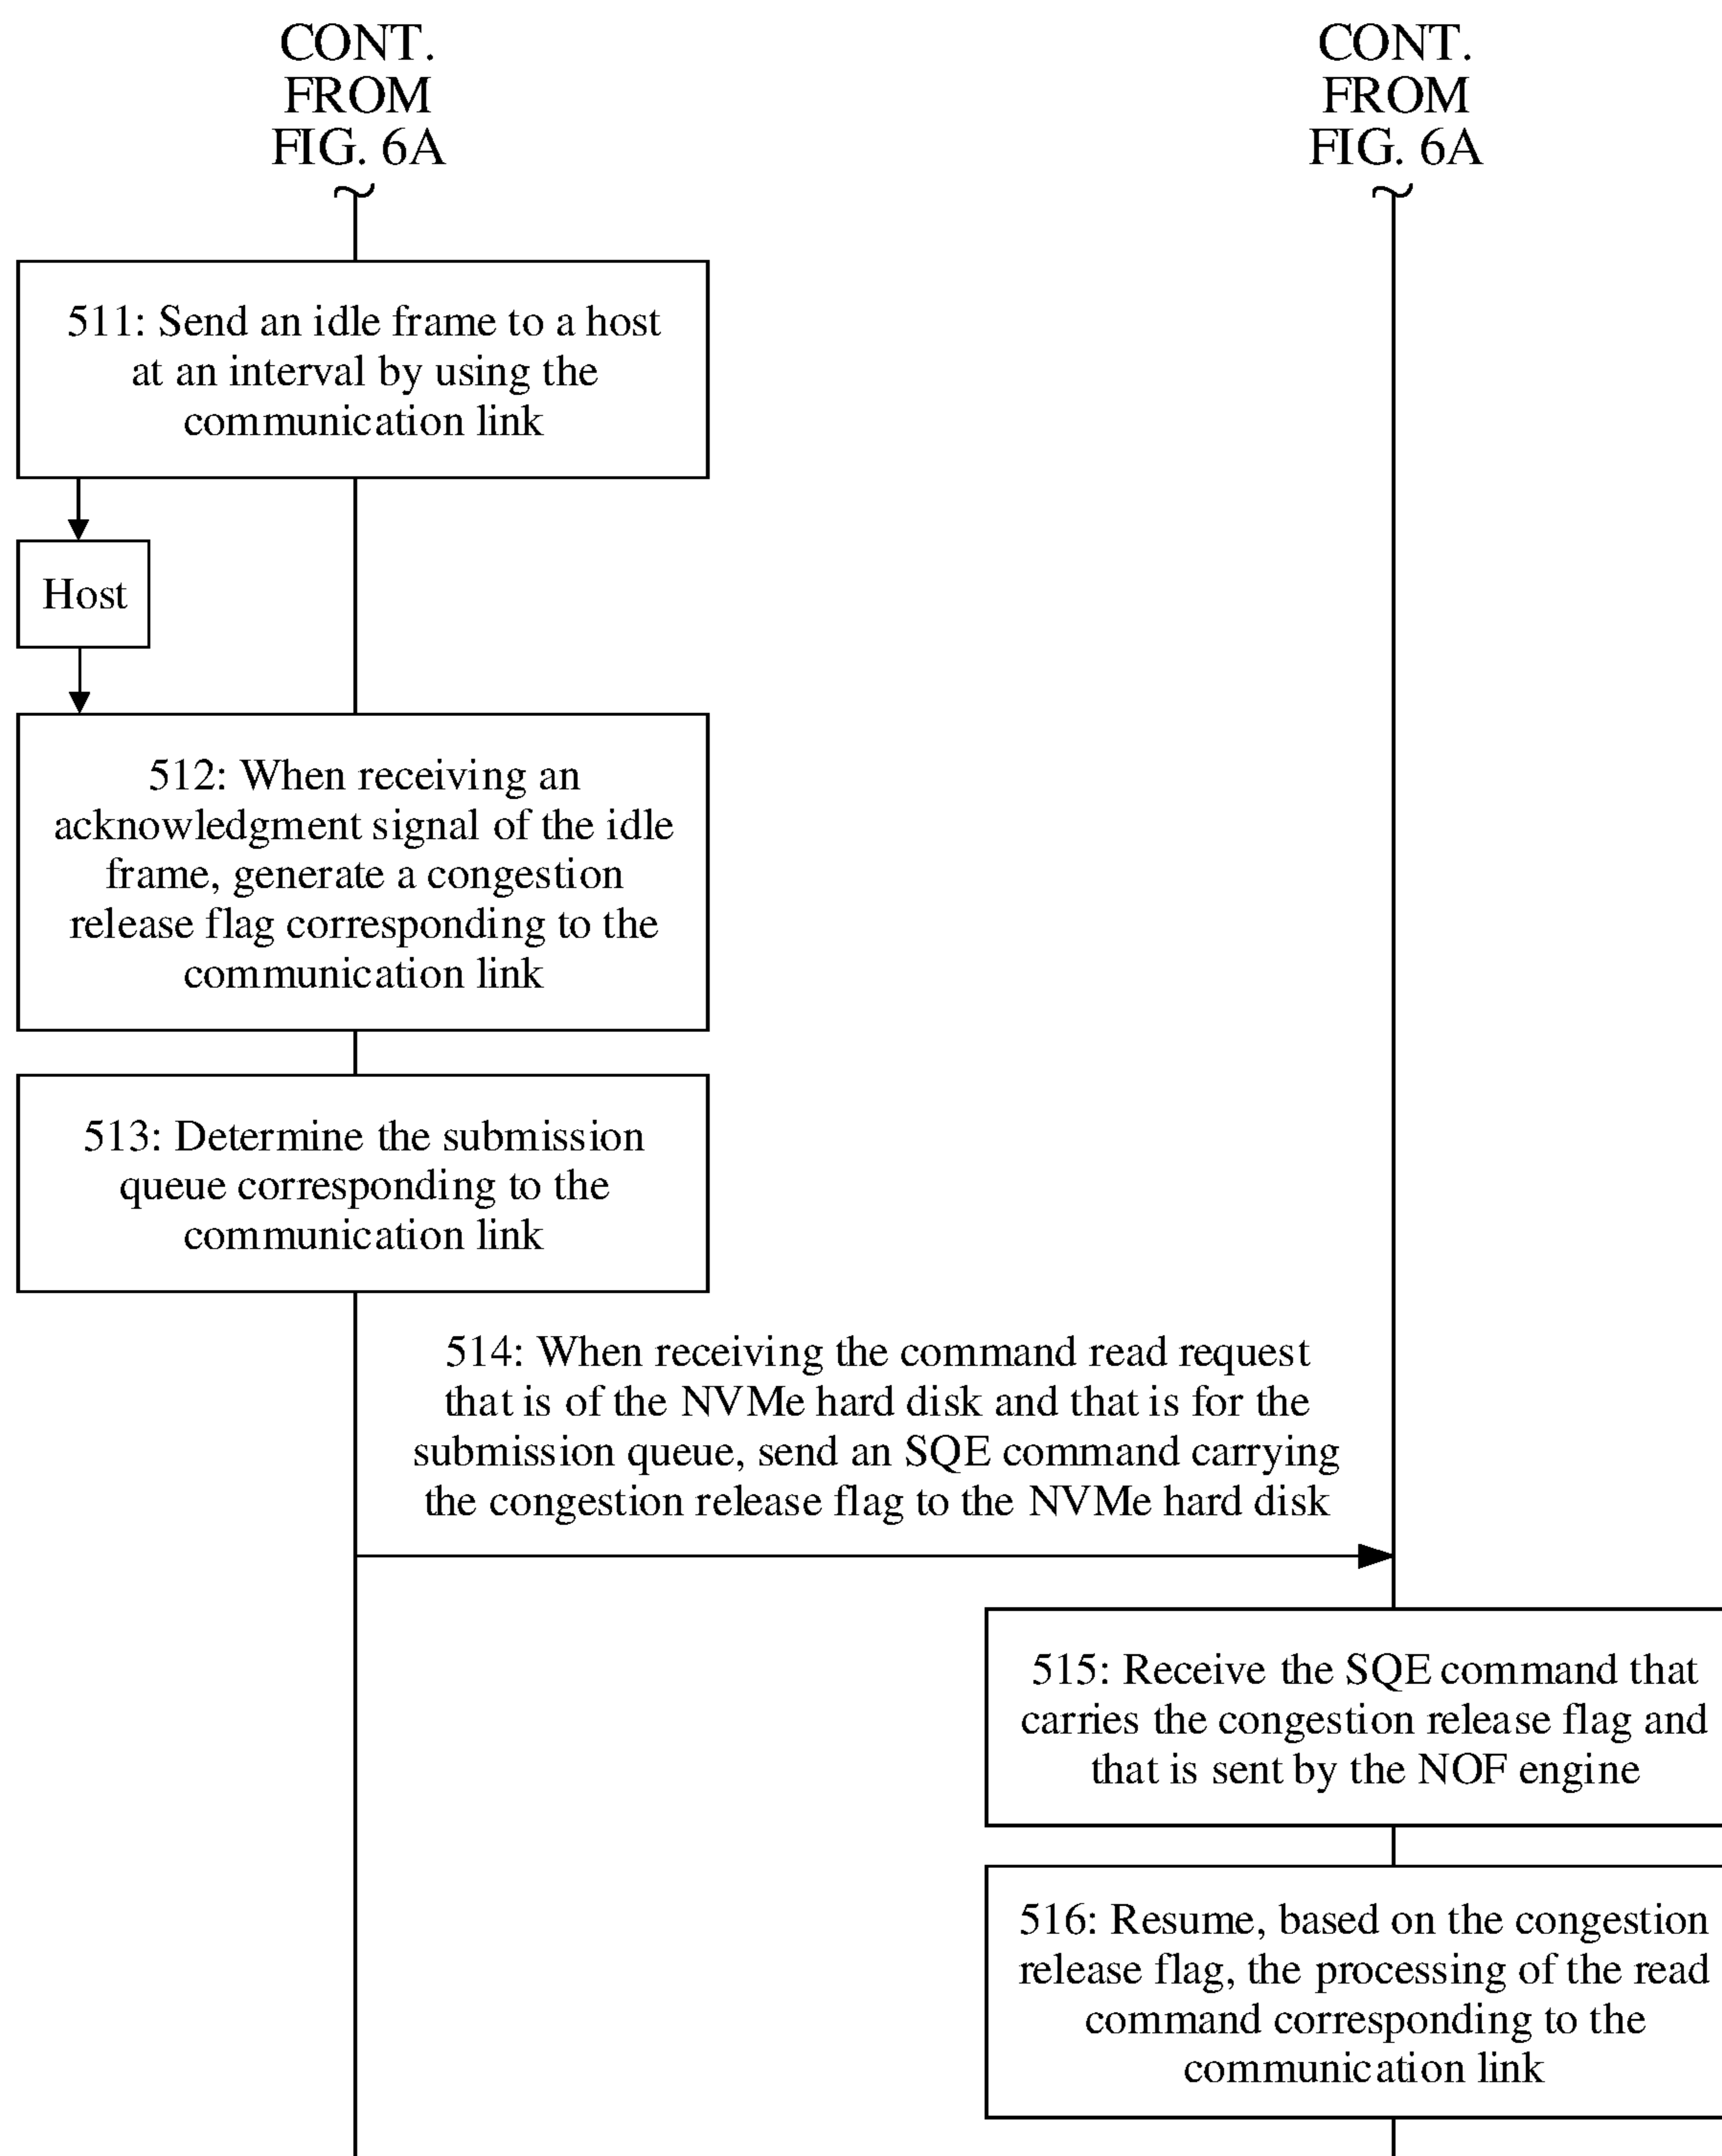 CONT.
FROM
FIG. 6A
CONT.
FROM
FIG. 6A
511: Send an idle frame to a host
at an interval by using the
communication link
Host
512: When receiving an
acknowledgment signal of the idle
frame, generate a congestion
release flag corresponding to the
communication link
513: Determine the submission
queue corresponding to the
communication link
514: When receiving the command read request
that is of the NVMe hard disk and that is for the
submission queue, send an SQE command carrying
the congestion release flag to the NVMe hard disk
515: Receive the SQE command that
carries the congestion release flag and
that is sent by the NOF engine
516: Resume, based on the congestion
release flag, the processing of the read
command corresponding to the
communication link